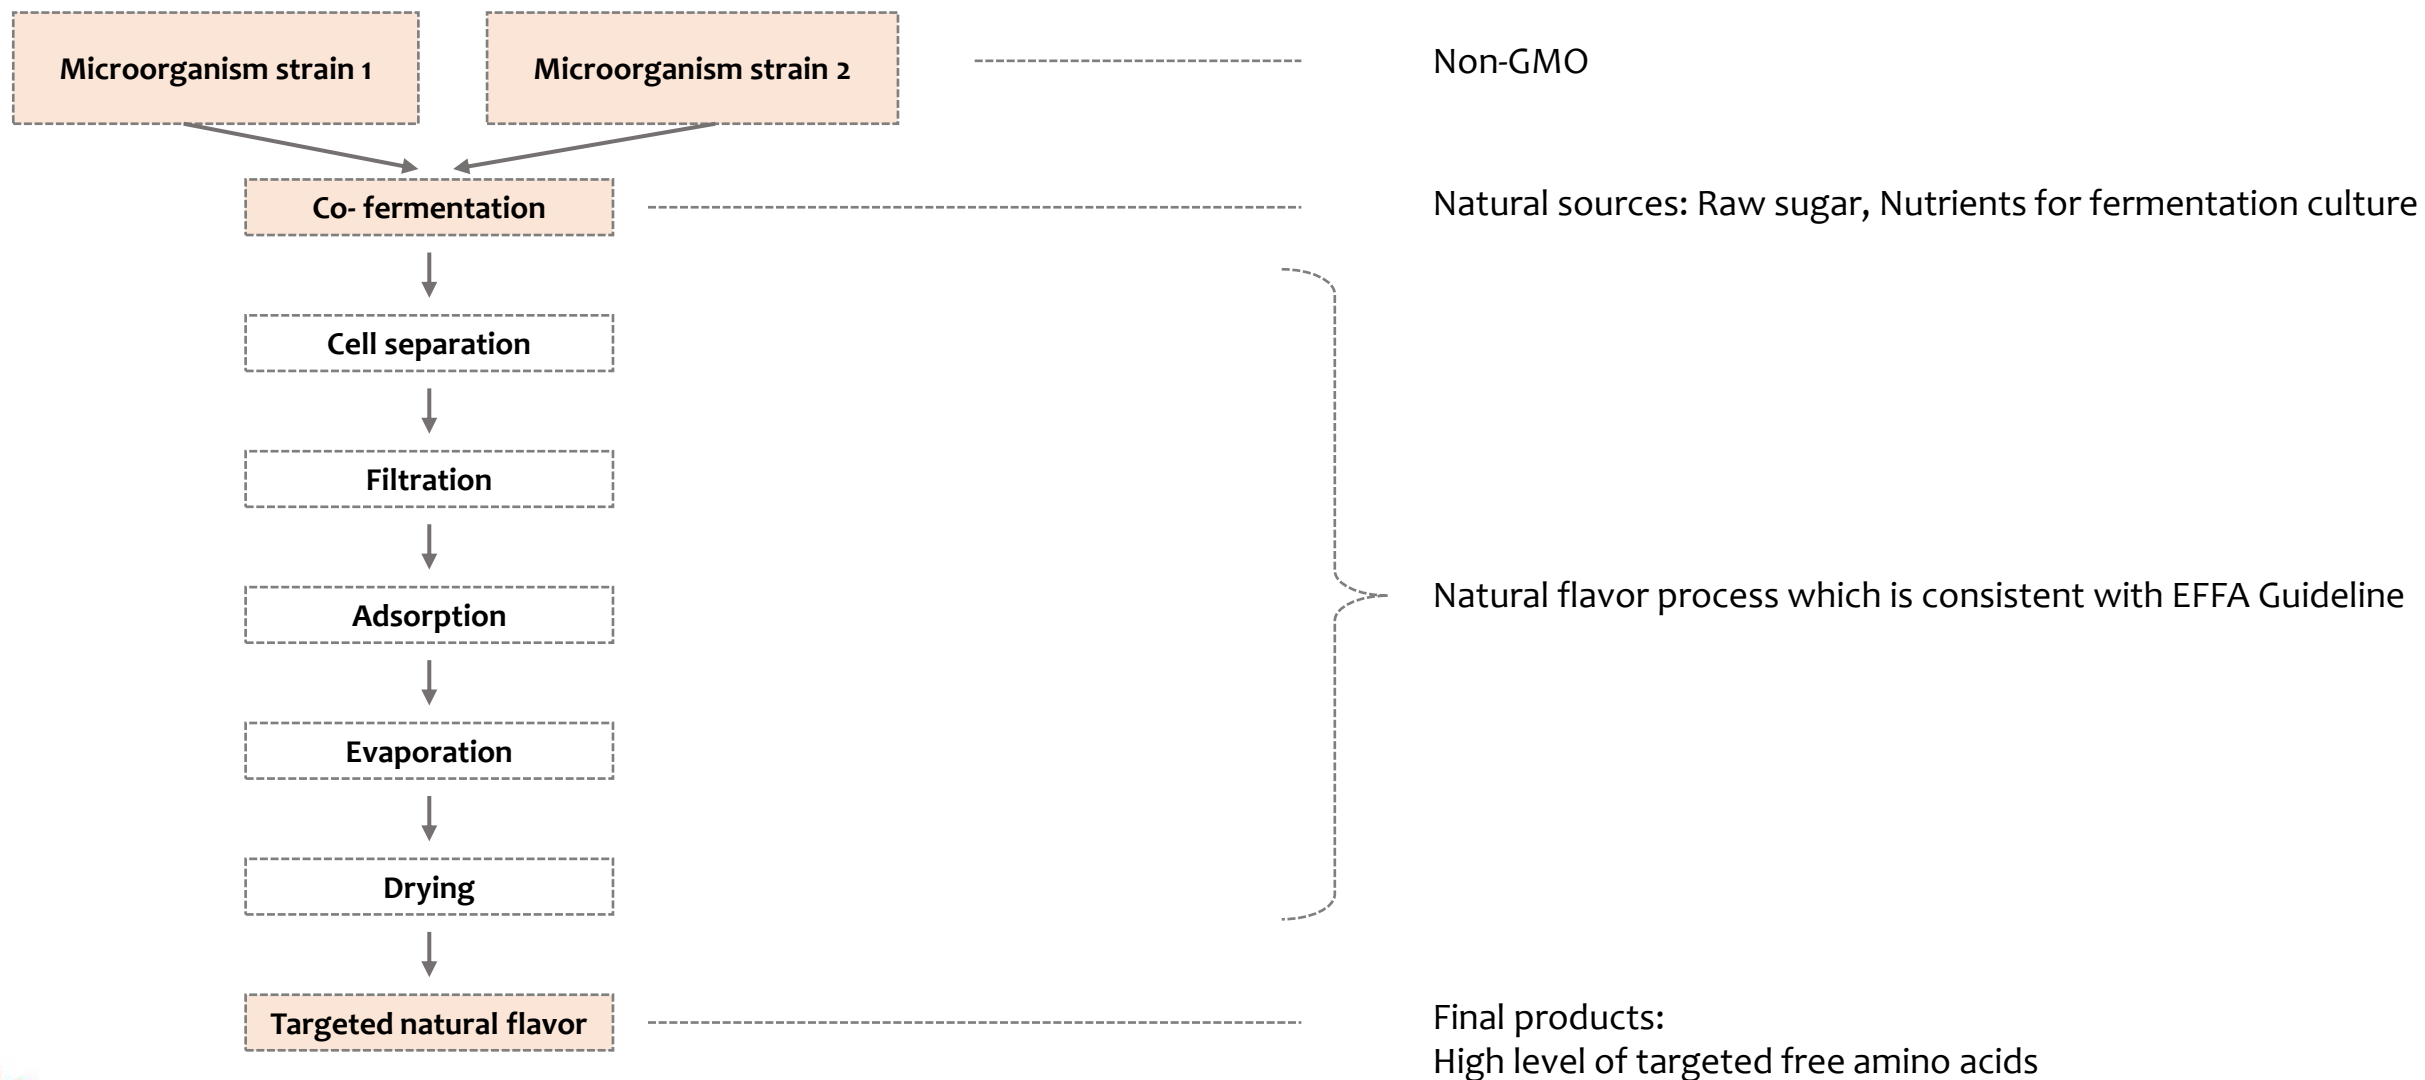 Microorganism strain 1
Microorganism strain 2
Non-GMO
Co- fermentation
Natural sources: Raw sugar, Nutrients for fermentation culture
Cell separation
Filtration
Adsorption
Natural flavor process which is consistent with EFFA Guideline
Evaporation
Drying
Targeted natural flavor
Final products:
High level of targeted free amino acids